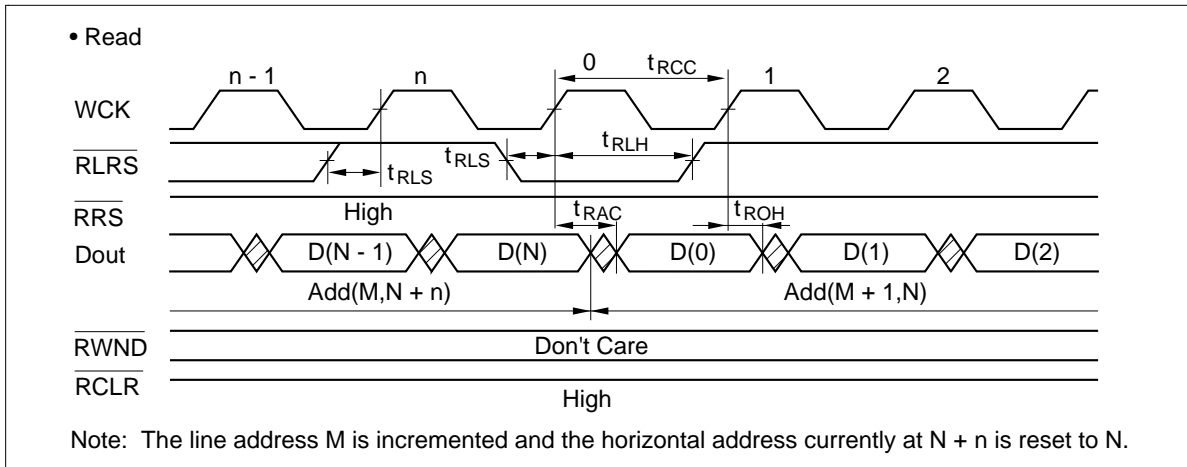 • Read
n - 1 n 0 tRCC 1 2
WCK
RLRS
tRLS tRLS tRLH
RRS
High tRAC tROH
Dout D(N - 1) D(N) D(0) D(1) D(2)
Add(M,N + n) Add(M + 1,N)
RWND Don't Care
RCLR
High
Note: The line address M is incremented and the horizontal address currently at N + n is reset to N.